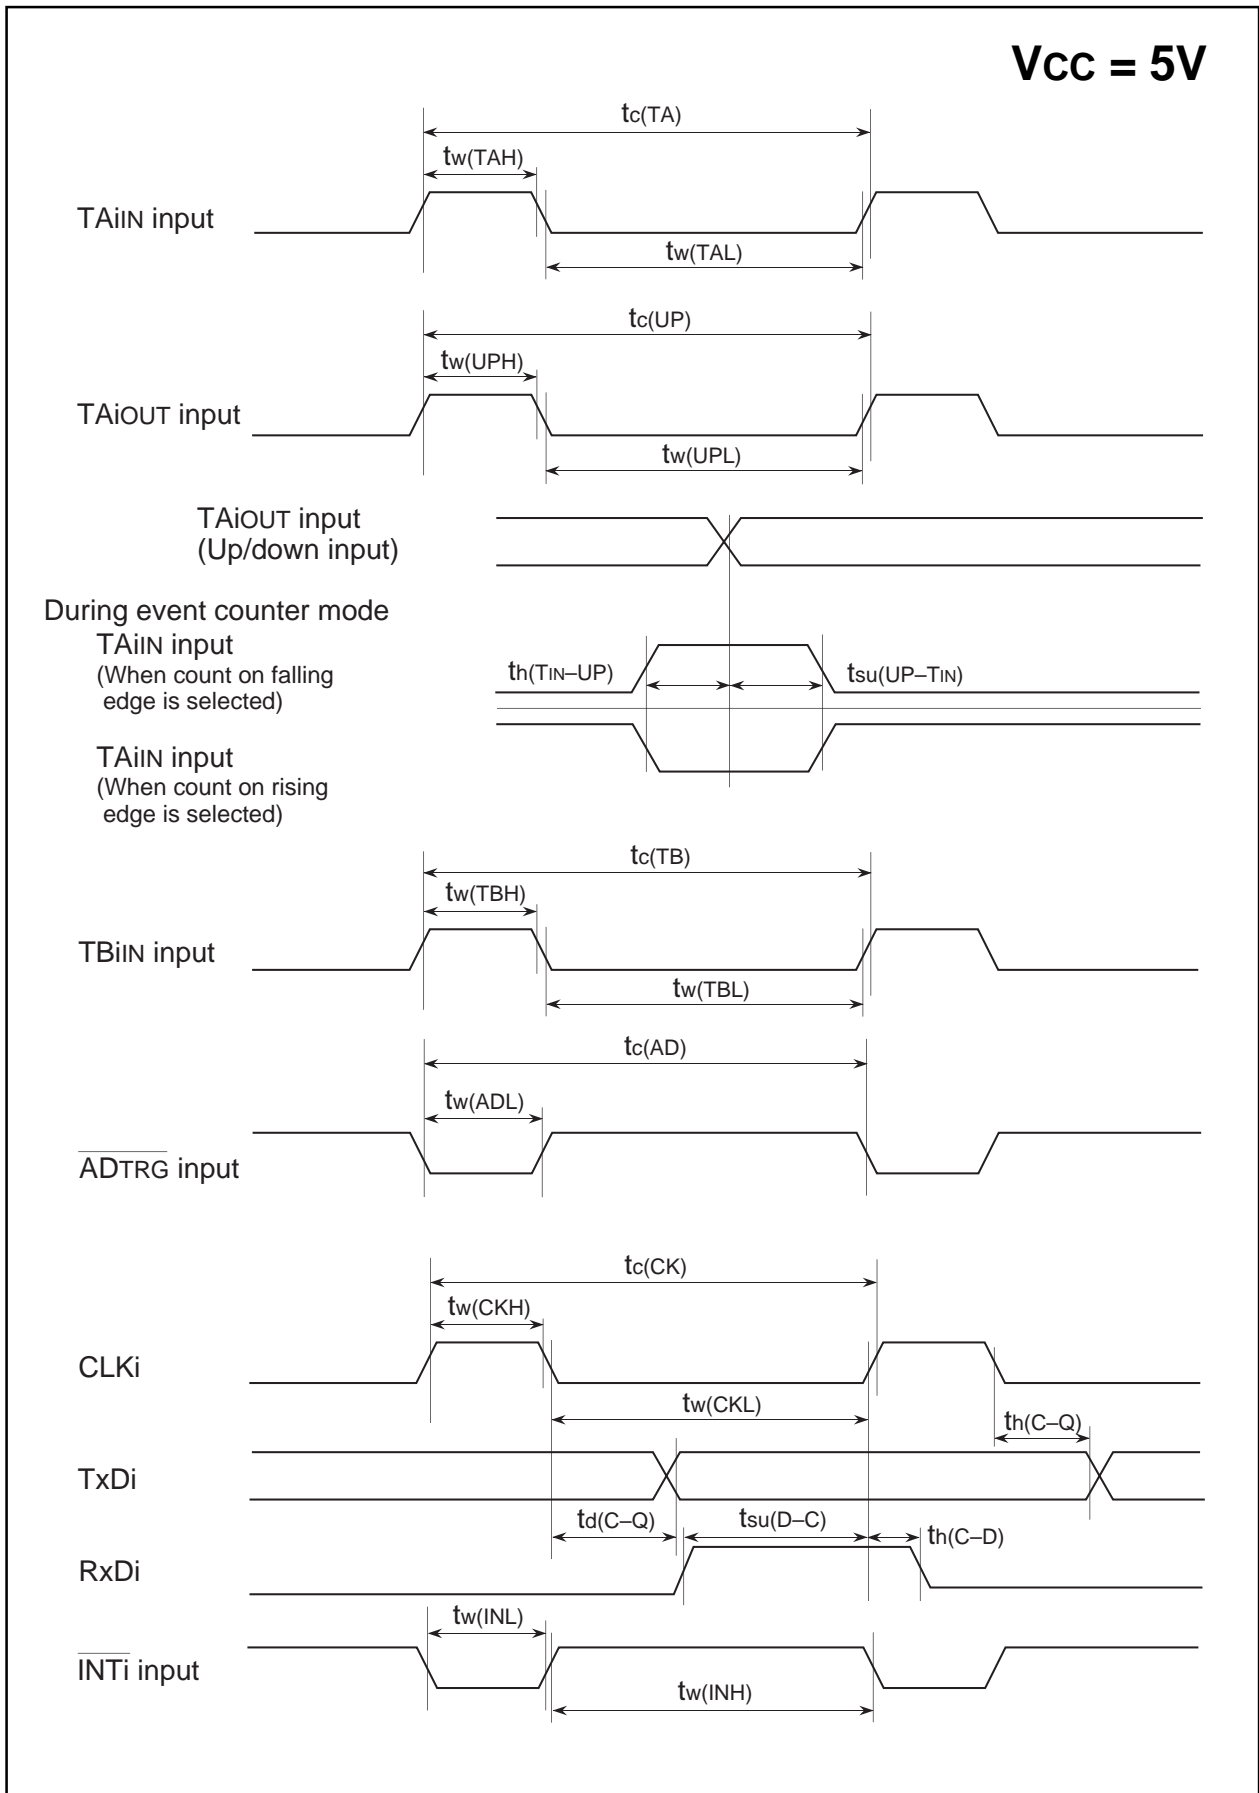 VCC = 5V
tc(TA)
tw(TAH)
TAiIN input
tw(TAL)
tc(UP)
tw(UPH)
TAiOUT input
tw(UPL)
TAiOUT input
(Up/down input)
During event counter mode
TAiIN input
(When count on falling
edge is selected)
th(TIN–UP)
tsu(UP–TIN)
TAiIN input
(When count on rising
edge is selected)
tc(TB)
tw(TBH)
TBiIN input
tw(TBL)
tc(AD)
tw(ADL)
ADTRG input
tc(CK)
tw(CKH)
CLKi
tw(CKL)
th(C–Q)
TxDi
td(C–Q)
tsu(D–C)
th(C–D)
RxDi
tw(INL)
INTi input
tw(INH)